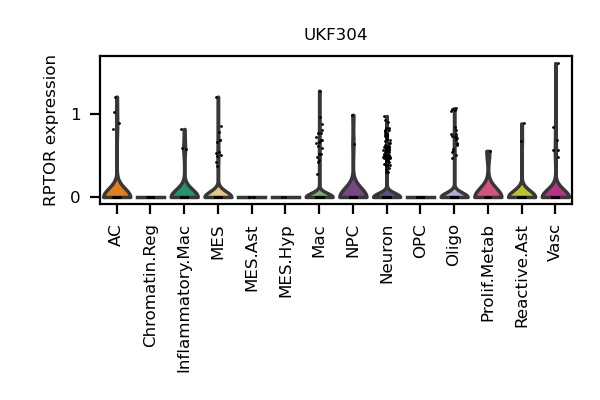 UKF304
RPTOR expression
1
0
AC
Chromatin.Reg
Inflammatory.Mac
MES
MES.Ast
MES.Hyp
Mac
NPC
Neuron
OPC
Oligo
Prolif.Metab
Reactive.Ast
Vasc